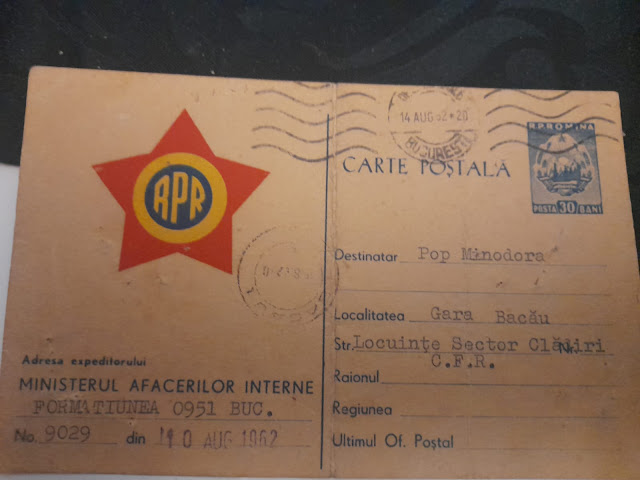 RPR
Adresa expeditorului
MINISTERUL AFACERILOR INTERNE
FORMAȚIUNEA 0951 BUC.
No. 9029 din 10 AUG 1962
14 AUG 62 * 20
BUCUREȘTI
CARTE POȘTALĂ
R.P.ROMINA
POSTA 30 BANI
Destinatar Pop Minodora
Localitatea Gara Bacău
Str. Locuințe Sector Clădiri Nr.
C.F.R.
Raionul
Regiunea
Ultimul Of. Poștal